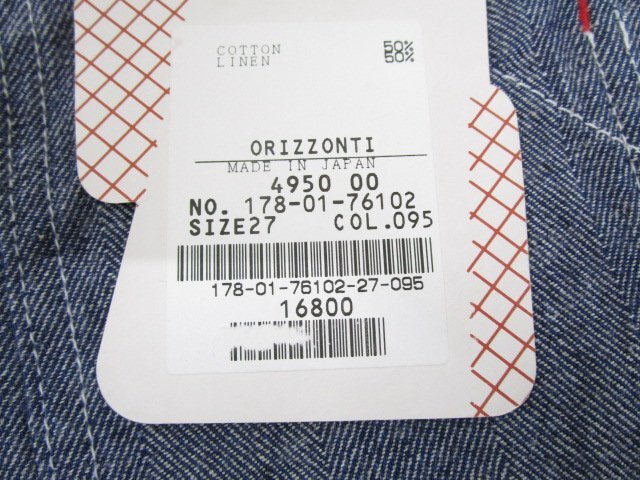 COTTON 50%
LINEN 50%
ORIZZONTI
MADE IN JAPAN
4950 00
NO. 178-01-76102
SIZE27 COL.095
178-01-76102-27-095
16800